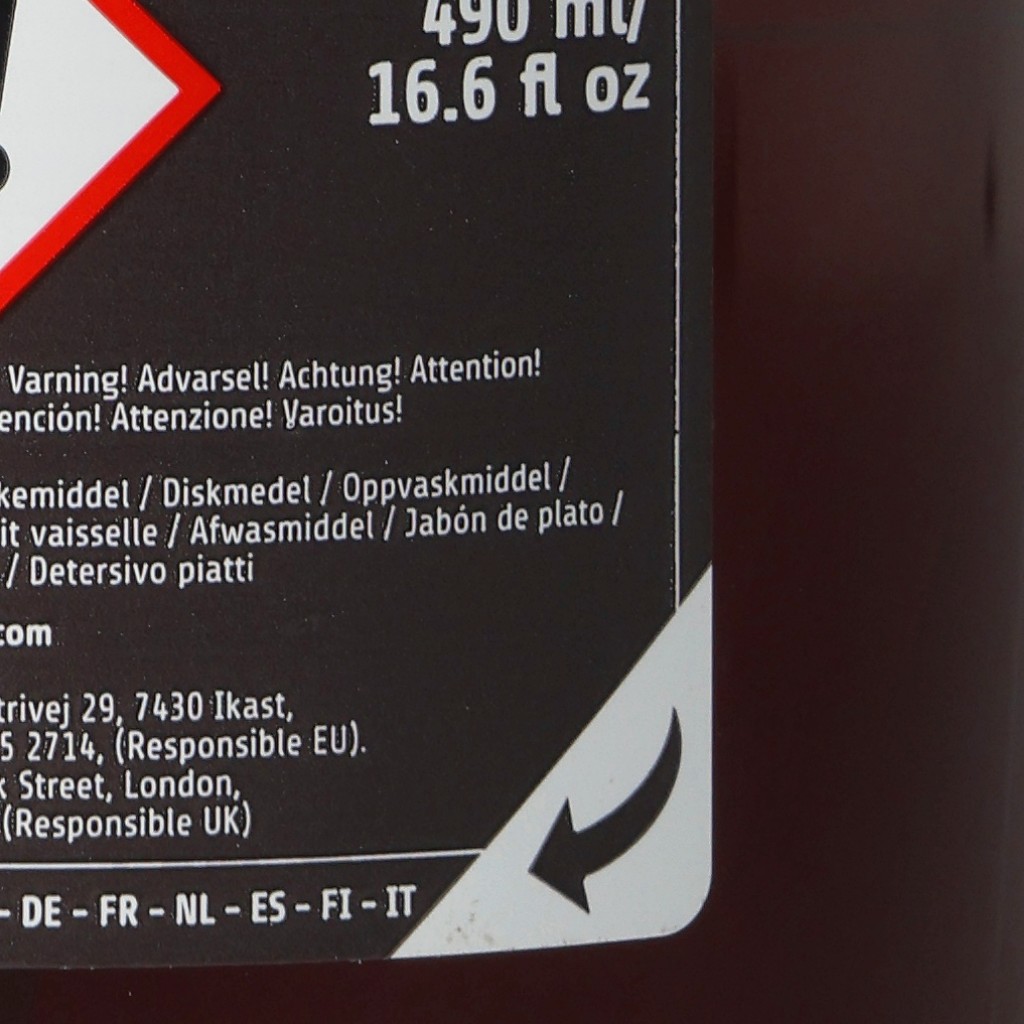 490 ml/
16.6 fl oz
Varning! Advarsel! Achtung! Attention!
ención! Attenzione! Varoitus!
kemiddel / Diskmedel / Oppvaskmiddel /
it vaisselle / Afwasmiddel / Jabón de plato /
/ Detersivo piatti
.com
trivej 29, 7430 Ikast,
5 2714, (Responsible EU).
k Street, London,
(Responsible UK)
- DE - FR - NL - ES - FI - IT